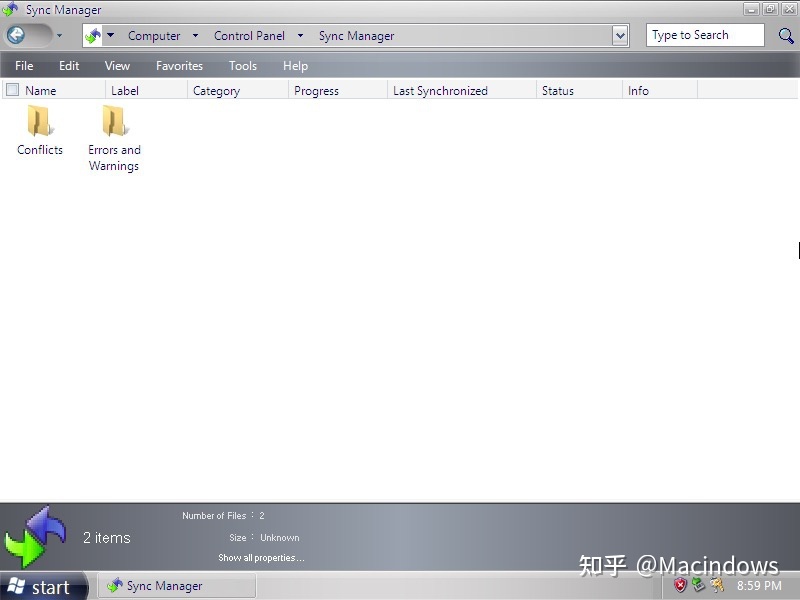 Sync Manager
Computer Control Panel Sync Manager
Type to Search
File Edit View Favorites Tools Help
Name Label Category Progress Last Synchronized Status Info
Conflicts
Errors and
Warnings
Number of Files : 2
2 items
Size : Unknown
Show all properties...
知乎 @Macindows
start Sync Manager 8:59 PM